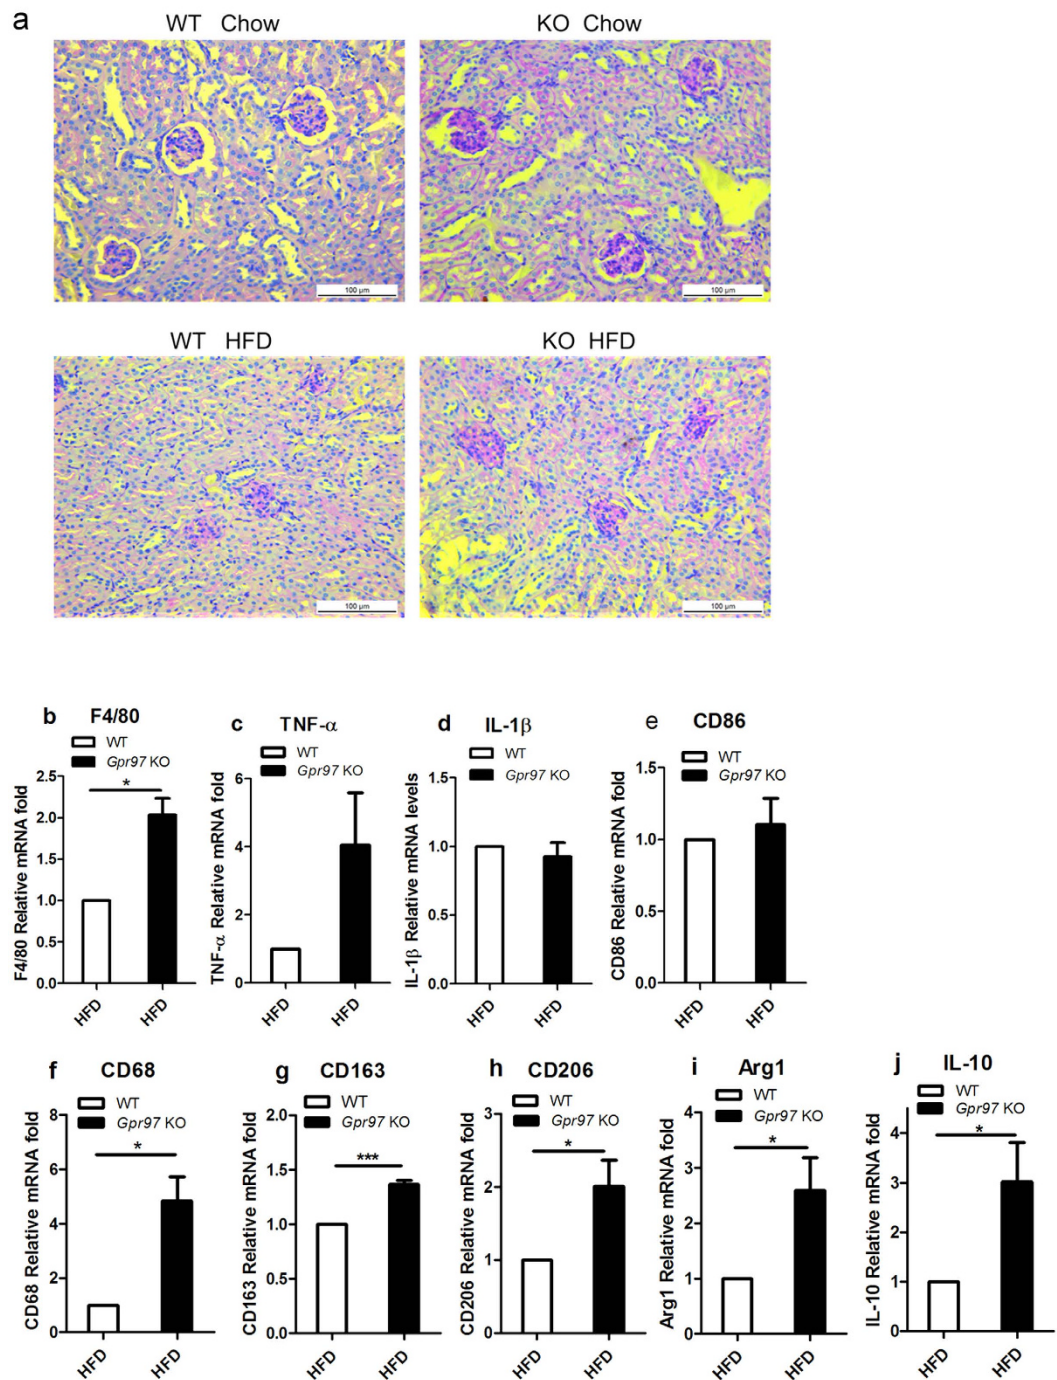 a
WT Chow
KO Chow
100 µm
100 µm
WT HFD
KO HFD
100 µm
100 µm
b F4/80
WT
Gpr97 KO
F4/80 Relative mRNA fold
2.5
2.0
1.5
1.0
0.5
0.0
*
HFD
HFD
c TNF-α
WT
Gpr97 KO
TNF-α Relative mRNA fold
6
4
2
0
HFD
HFD
d IL-1β
WT
Gpr97 KO
IL-1β Relative mRNA levels
1.5
1.0
0.5
0.0
HFD
HFD
e CD86
WT
Gpr97 KO
CD86 Relative mRNA fold
1.5
1.0
0.5
0.0
HFD
HFD
f CD68
WT
Gpr97 KO
CD68 Relative mRNA fold
8
6
4
2
0
*
HFD
HFD
g CD163
WT
Gpr97 KO
CD163 Relative mRNA fold
2.0
1.5
1.0
0.5
0.0
***
HFD
HFD
h CD206
WT
Gpr97 KO
CD206 Relative mRNA fold
3
2
1
0
*
HFD
HFD
i Arg1
WT
Gpr97 KO
Arg1 Relative mRNA fold
4
3
2
1
0
*
HFD
HFD
j IL-10
WT
Gpr97 KO
IL-10 Relative mRNA fold
4
3
2
1
0
*
HFD
HFD